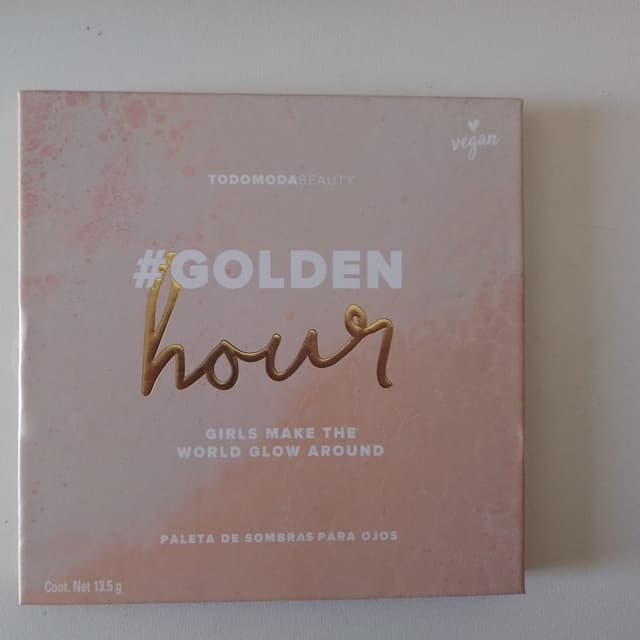 vegan
TODOMODABEAUTY
#GOLDEN
hour
GIRLS MAKE THE
WORLD GLOW AROUND
PALETA DE SOMBRAS PARA OJOS
Cont. Net 13.5 g